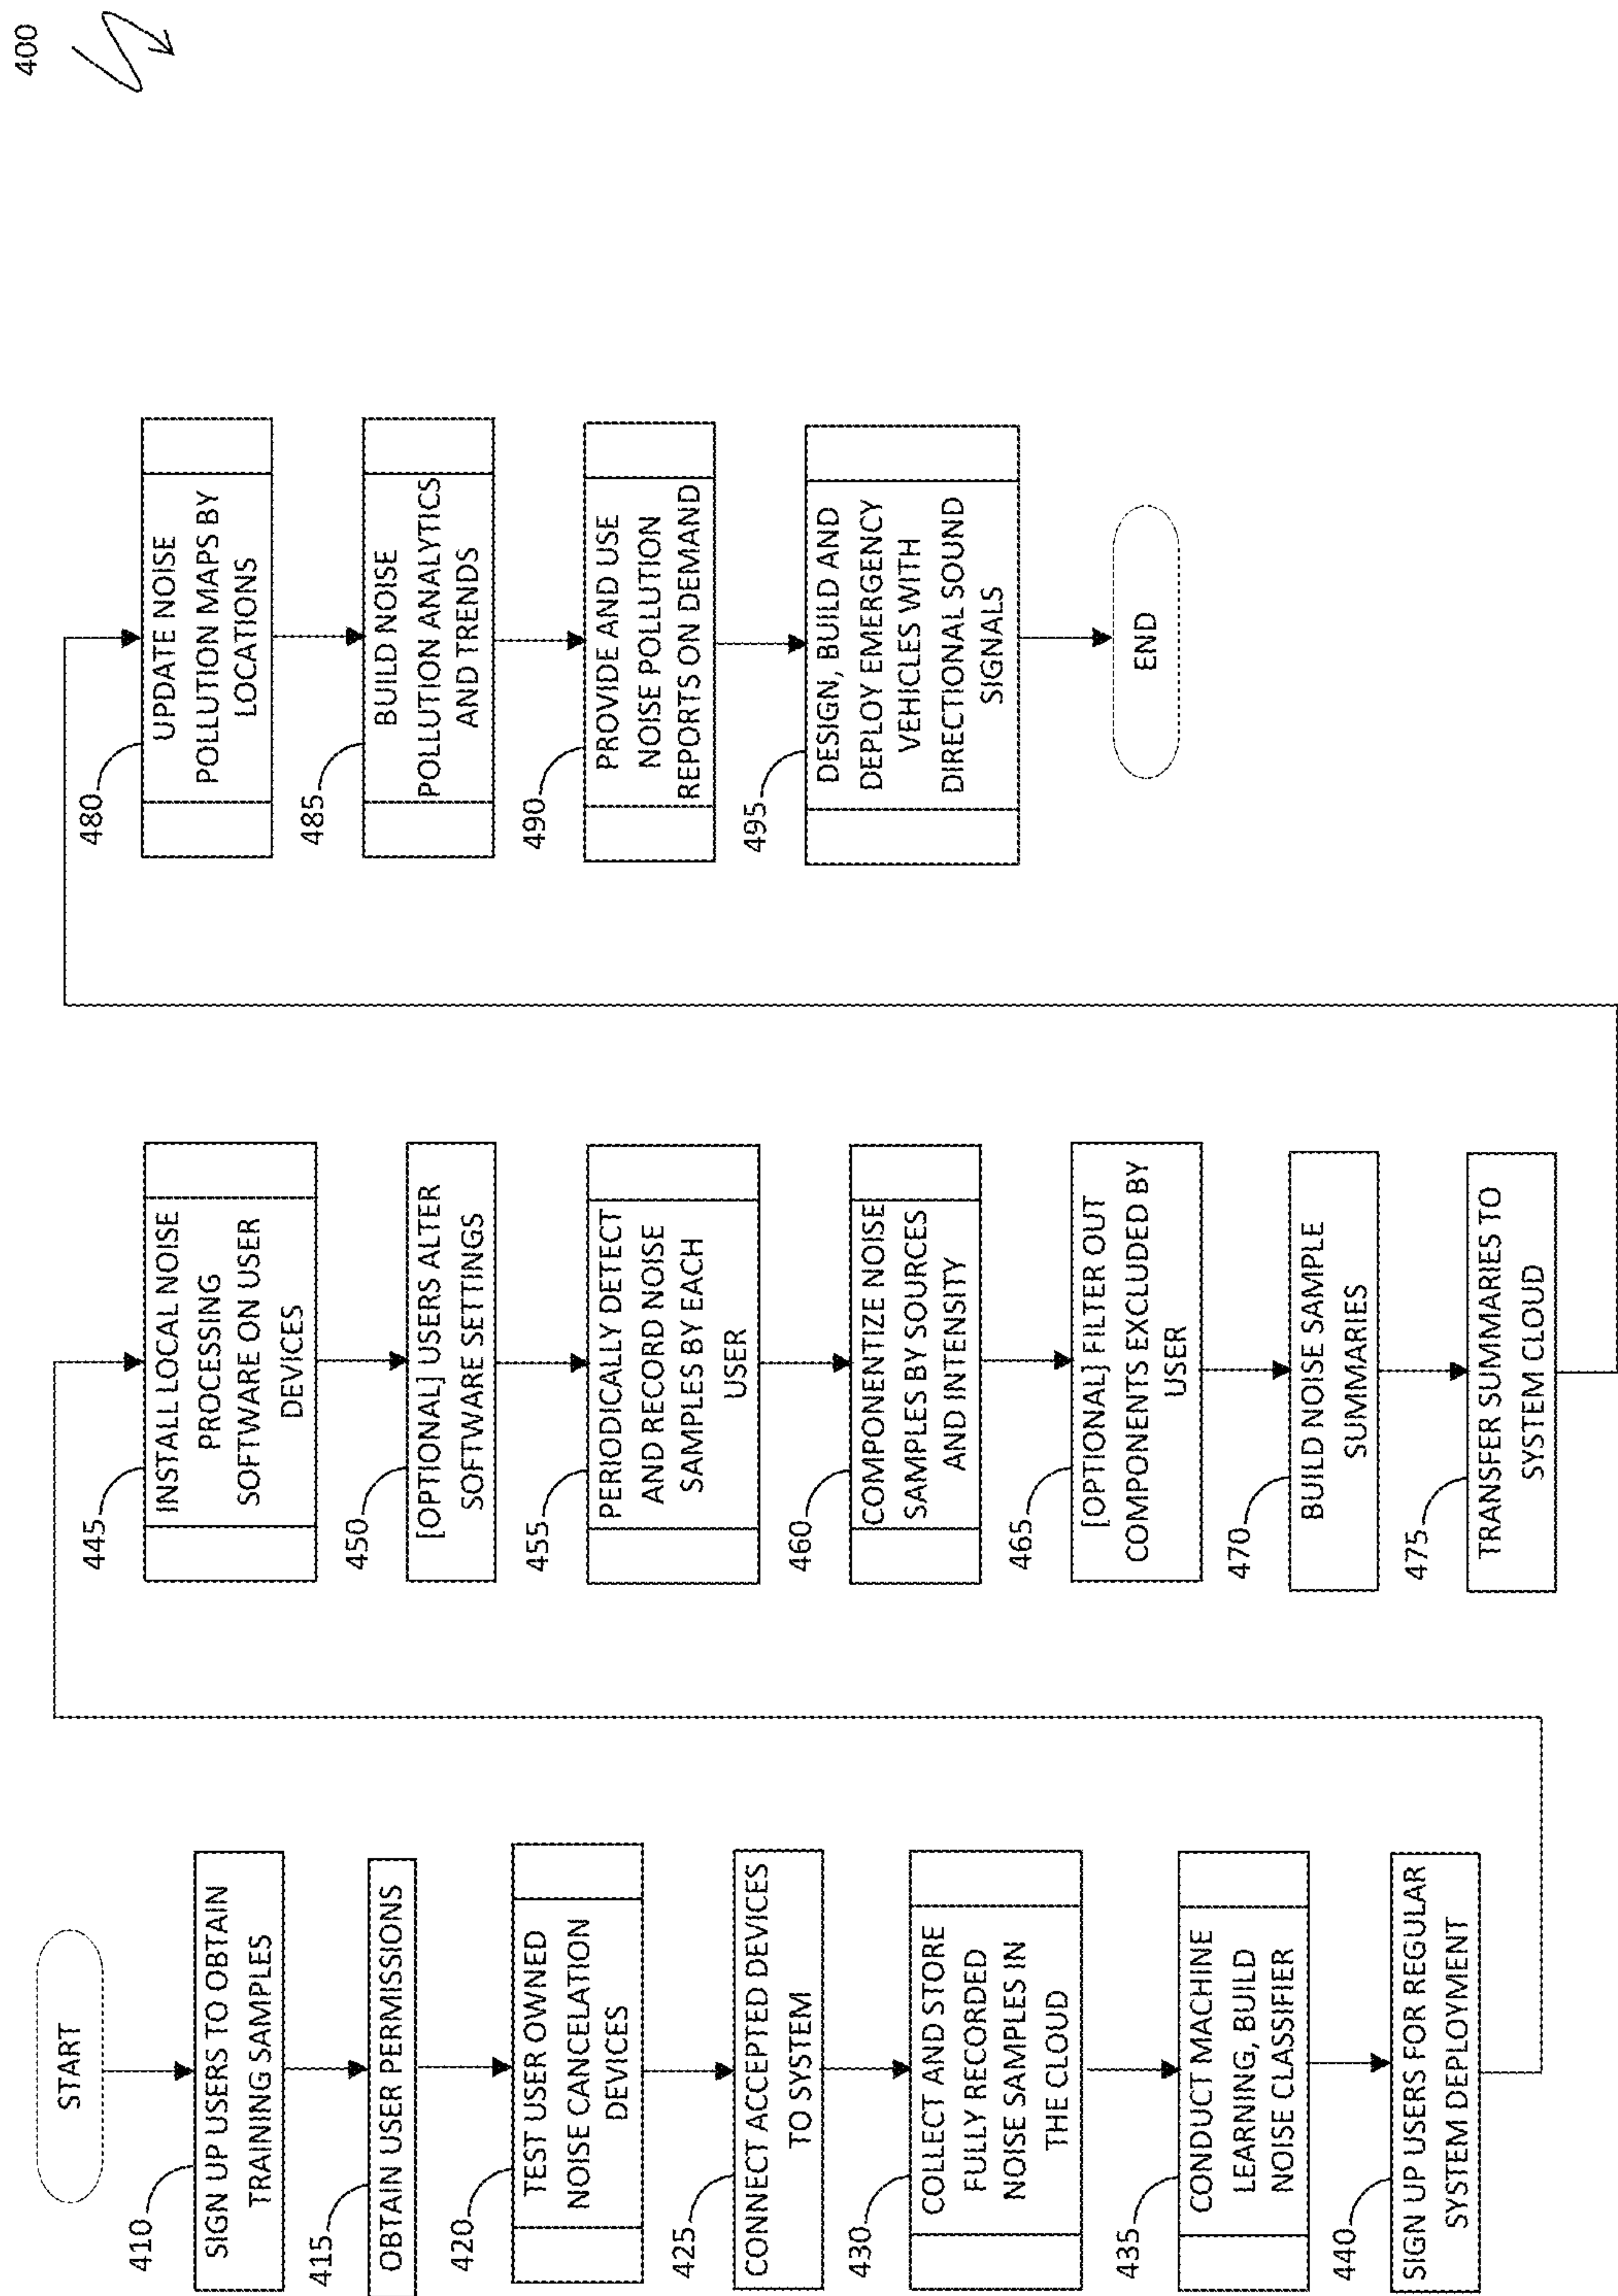 400
START
410
SIGN UP USERS TO OBTAIN
TRAINING SAMPLES
415
OBTAIN USER PERMISSIONS
420
TEST USER OWNED
NOISE CANCELATION
DEVICES
425
CONNECT ACCEPTED DEVICES
TO SYSTEM
430
COLLECT AND STORE
FULLY RECORDED
NOISE SAMPLES IN
THE CLOUD
435
CONDUCT MACHINE
LEARNING, BUILD
NOISE CLASSIFIER
440
SIGN UP USERS FOR REGULAR
SYSTEM DEPLOYMENT
445
INSTALL LOCAL NOISE
PROCESSING
SOFTWARE ON USER
DEVICES
450
[OPTIONAL] USERS ALTER
SOFTWARE SETTINGS
455
PERIODICALLY DETECT
AND RECORD NOISE
SAMPLES BY EACH
USER
460
COMPONENTIZE NOISE
SAMPLES BY SOURCES
AND INTENSITY
465
[OPTIONAL] FILTER OUT
COMPONENTS EXCLUDED BY
USER
470
BUILD NOISE SAMPLE
SUMMARIES
475
TRANSFER SUMMARIES TO
SYSTEM CLOUD
480
UPDATE NOISE
POLLUTION MAPS BY
LOCATIONS
485
BUILD NOISE
POLLUTION ANALYTICS
AND TRENDS
490
PROVIDE AND USE
NOISE POLLUTION
REPORTS ON DEMAND
495
DESIGN, BUILD AND
DEPLOY EMERGENCY
VEHICLES WITH
DIRECTIONAL SOUND
SIGNALS
END